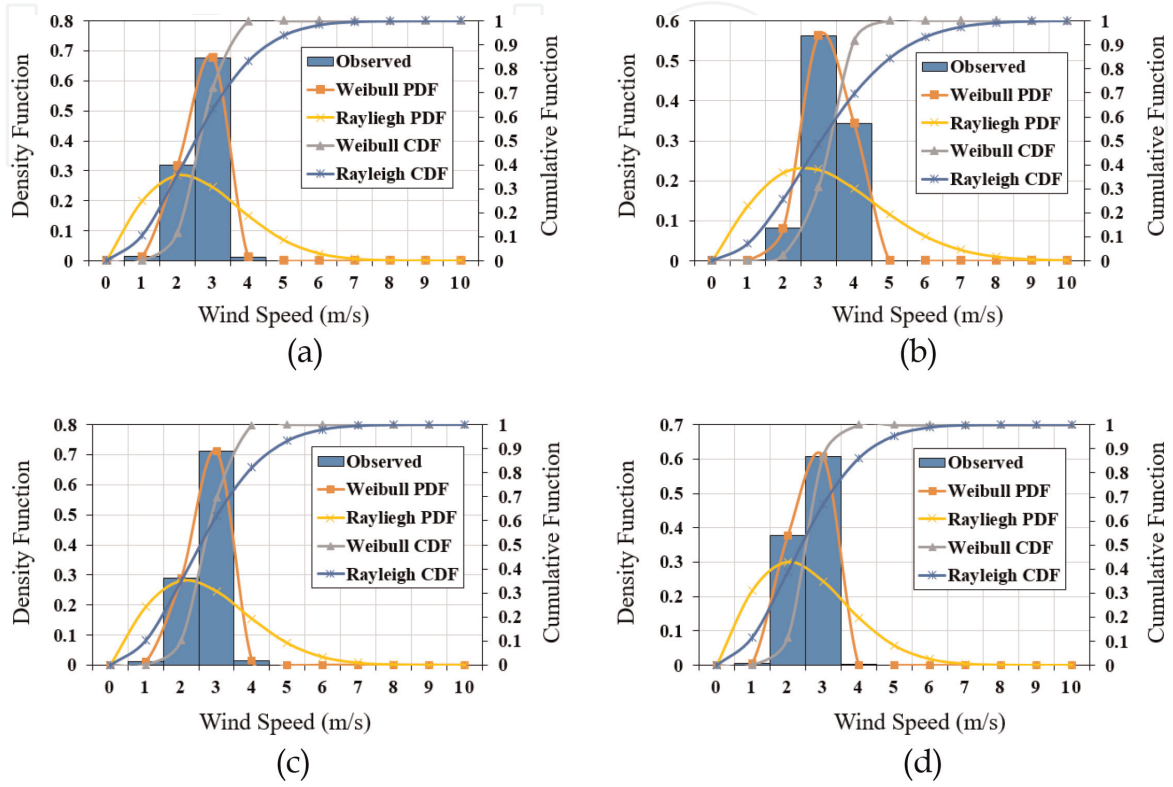 Density Function
0.8
0.7
0.6
0.5
0.4
0.3
0.2
0.1
0
Observed
Weibull PDF
Rayliegh PDF
Weibull CDF
Rayleigh CDF
1
0.9
0.8
0.7
0.6
0.5
0.4
0.3
0.2
0.1
0
Cumulative Function
0 1 2 3 4 5 6 7 8 9 10
Wind Speed (m/s)
(a)
Density Function
0.6
0.5
0.4
0.3
0.2
0.1
0
Observed
Weibull PDF
Rayliegh PDF
Weibull CDF
Rayleigh CDF
1
0.9
0.8
0.7
0.6
0.5
0.4
0.3
0.2
0.1
0
Cumulative Function
0 1 2 3 4 5 6 7 8 9 10
Wind Speed (m/s)
(b)
Density Function
0.8
0.7
0.6
0.5
0.4
0.3
0.2
0.1
0
Observed
Weibull PDF
Rayliegh PDF
Weibull CDF
Rayleigh CDF
1
0.9
0.8
0.7
0.6
0.5
0.4
0.3
0.2
0.1
0
Cumulative Function
0 1 2 3 4 5 6 7 8 9 10
Wind Speed (m/s)
(c)
Density Function
0.7
0.6
0.5
0.4
0.3
0.2
0.1
0
Observed
Weibull PDF
Rayliegh PDF
Weibull CDF
Rayleigh CDF
1
0.9
0.8
0.7
0.6
0.5
0.4
0.3
0.2
0.1
0
Cumulative Function
0 1 2 3 4 5 6 7 8 9 10
Wind Speed (m/s)
(d)